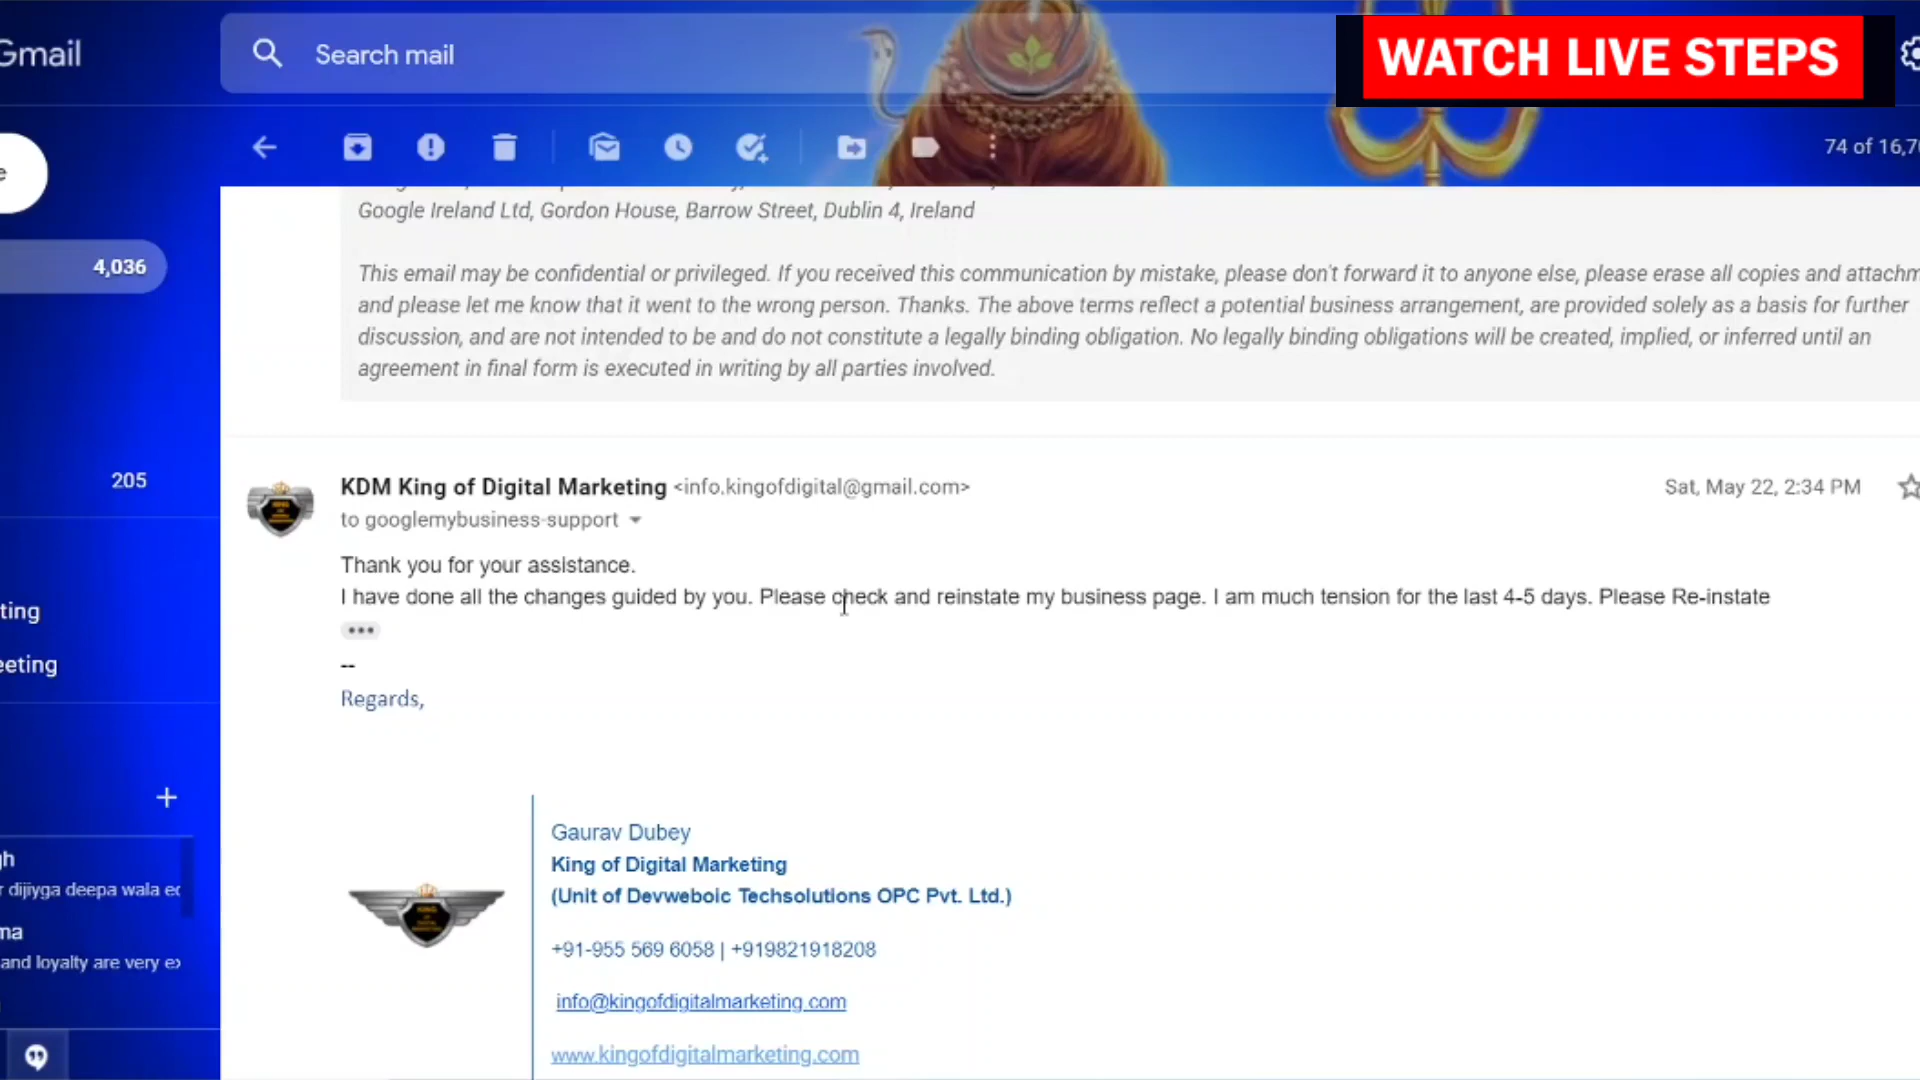 Gmail
Search mail
WATCH LIVE STEPS
74 of 16,7
4,036
Google Ireland Ltd, Gordon House, Barrow Street, Dublin 4, Ireland
This email may be confidential or privileged. If you received this communication by mistake, please don't forward it to anyone else, please erase all copies and attachm
and please let me know that it went to the wrong person. Thanks. The above terms reflect a potential business arrangement, are provided solely as a basis for further
discussion, and are not intended to be and do not constitute a legally binding obligation. No legally binding obligations will be created, implied, or inferred until an
agreement in final form is executed in writing by all parties involved.
205
KDM King of Digital Marketing <info.kingofdigital@gmail.com>
Sat, May 22, 2:34 PM
to googlemybusiness-support
Thank you for your assistance.
I have done all the changes guided by you. Please check and reinstate my business page. I am much tension for the last 4-5 days. Please Re-instate
--
Regards,
ting
eeting
Gaurav Dubey
King of Digital Marketing
(Unit of Devweboic Techsolutions OPC Pvt. Ltd.)
+91-955 569 6058 | +919821918208
info@kingofdigitalmarketing.com
www.kingofdigitalmarketing.com
gh
r dijiyga deepa wala ec
ma
and loyalty are very ex